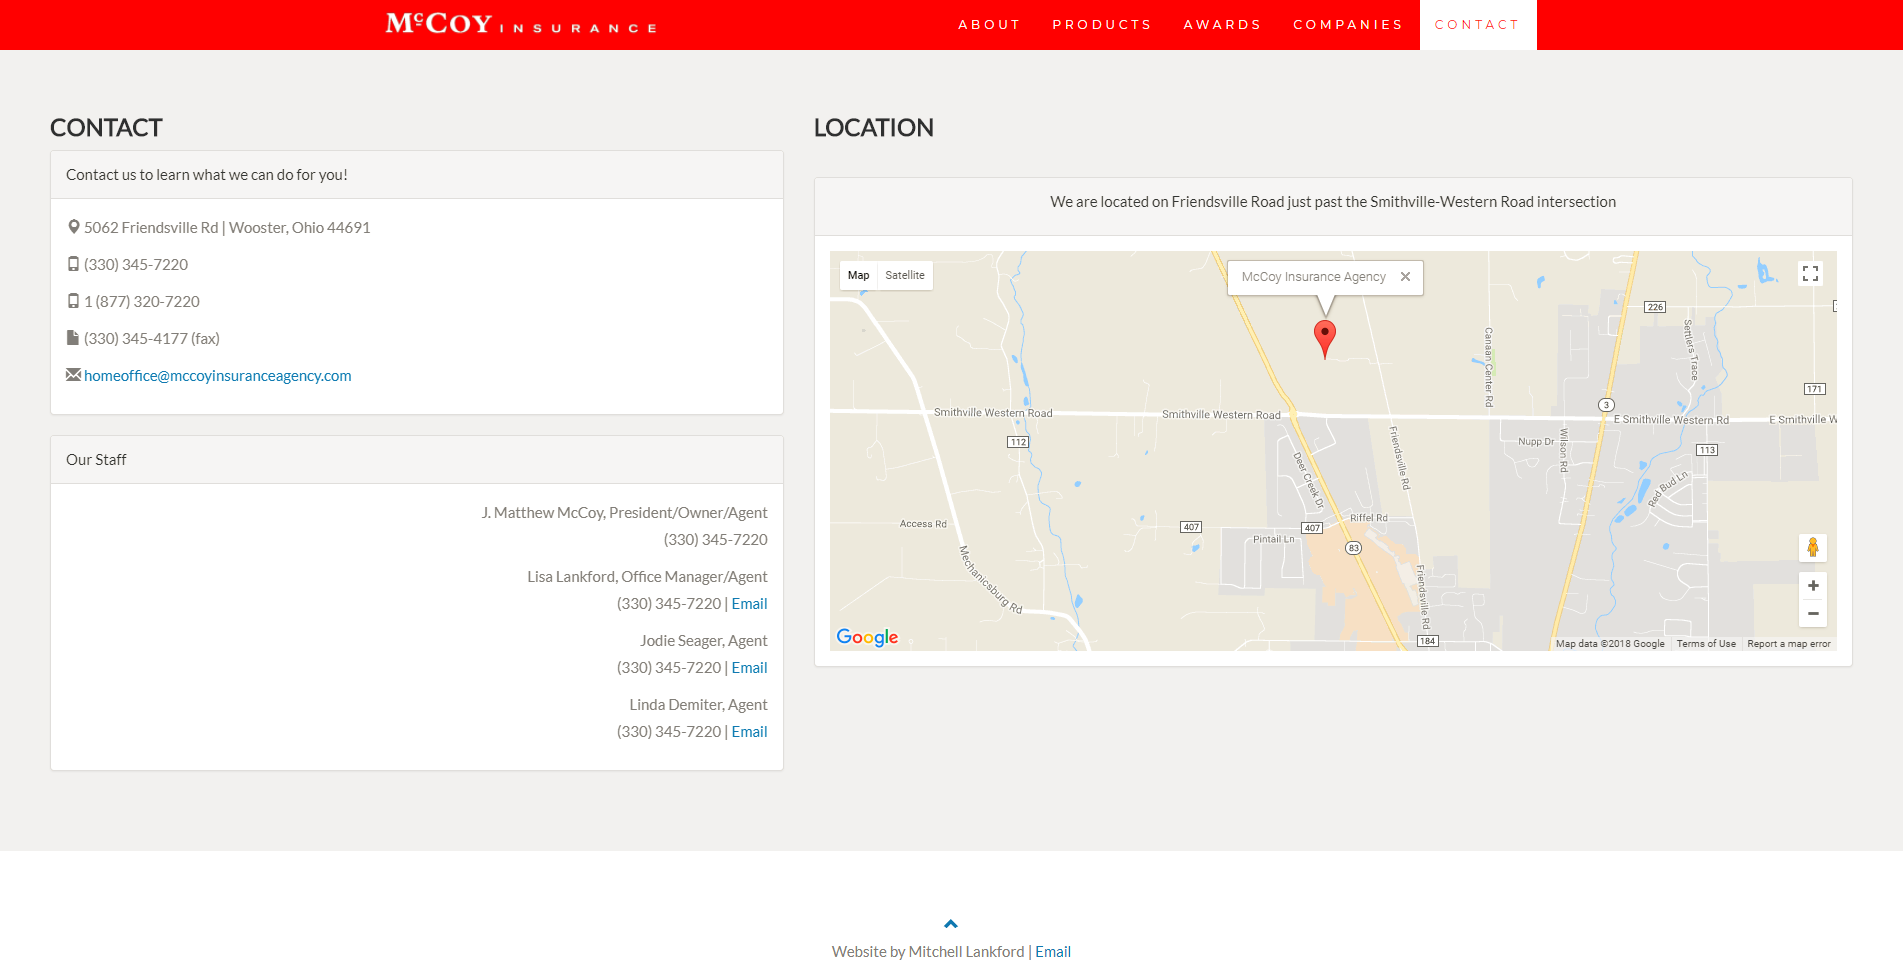 McCOY INSURANCE
ABOUT
PRODUCTS
AWARDS
COMPANIES
CONTACT
CONTACT
Contact us to learn what we can do for you!
5062 Friendsville Rd | Wooster, Ohio 44691
(330) 345-7220
1 (877) 320-7220
(330) 345-4177 (fax)
homeoffice@mccoyinsuranceagency.com
Our Staff
J. Matthew McCoy, President/Owner/Agent
(330) 345-7220
Lisa Lankford, Office Manager/Agent
(330) 345-7220 | Email
Jodie Seager, Agent
(330) 345-7220 | Email
Linda Demiter, Agent
(330) 345-7220 | Email
LOCATION
We are located on Friendsville Road just past the Smithville-Western Road intersection
Map
Satellite
McCoy Insurance Agency
226
Canaan Center Rd
Settlers Trace
171
3
Smithville Western Road
Smithville Western Road
E Smithville Western Rd
E Smithville W
112
Friendsville Rd
Nupp Dr
Wilson Rd
113
Deer Creek Dr
Red Bud Ln
Access Rd
407
407
Riffel Rd
Pintail Ln
83
Mechanicsburg Rd
Friendsville Rd
184
Google
Map data ©2018 Google
Terms of Use
Report a map error
Website by Mitchell Lankford | Email